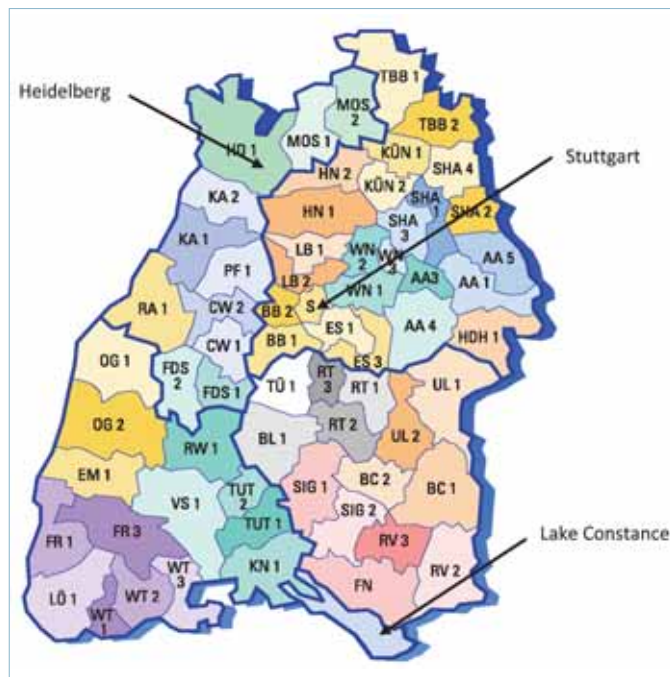 TBB 1
Heidelberg
MOS
2
TBB 2
HD 1
MOS 1
KÜN 1
Stuttgart
HN 2
SHA 4
KÜN 2
KA 2
SHA
1
SHA 2
HN 1
SHA
3
KA 1
LB 1
WN
2
WN
3
AA 5
PF 1
LB 2
AA3
AA 1
WN 1
RA 1
CW 2
BB 2
S
ES 1
AA 4
HDH 1
BB 1
CW 1
OG 1
FDS
2
ES 3
TÜ 1
RT
3
RT 1
UL 1
FDS 1
OG 2
RT 2
UL 2
RW 1
BL 1
EM 1
BC 2
SIG 1
BC 1
VS 1
TUT
2
SIG 2
FR 3
TUT 1
Lake Constance
FR 1
RV 3
WT
3
KN 1
RV 2
FN
LÖ 1
WT 2
WT
1